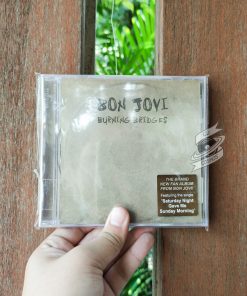 BON JOVI
BURNING BRIDGES
THE BRAND
NEW FAN ALBUM
FROM BON JOVI
Featuring the single
"Saturday Night
Gave Me
Sunday Morning"